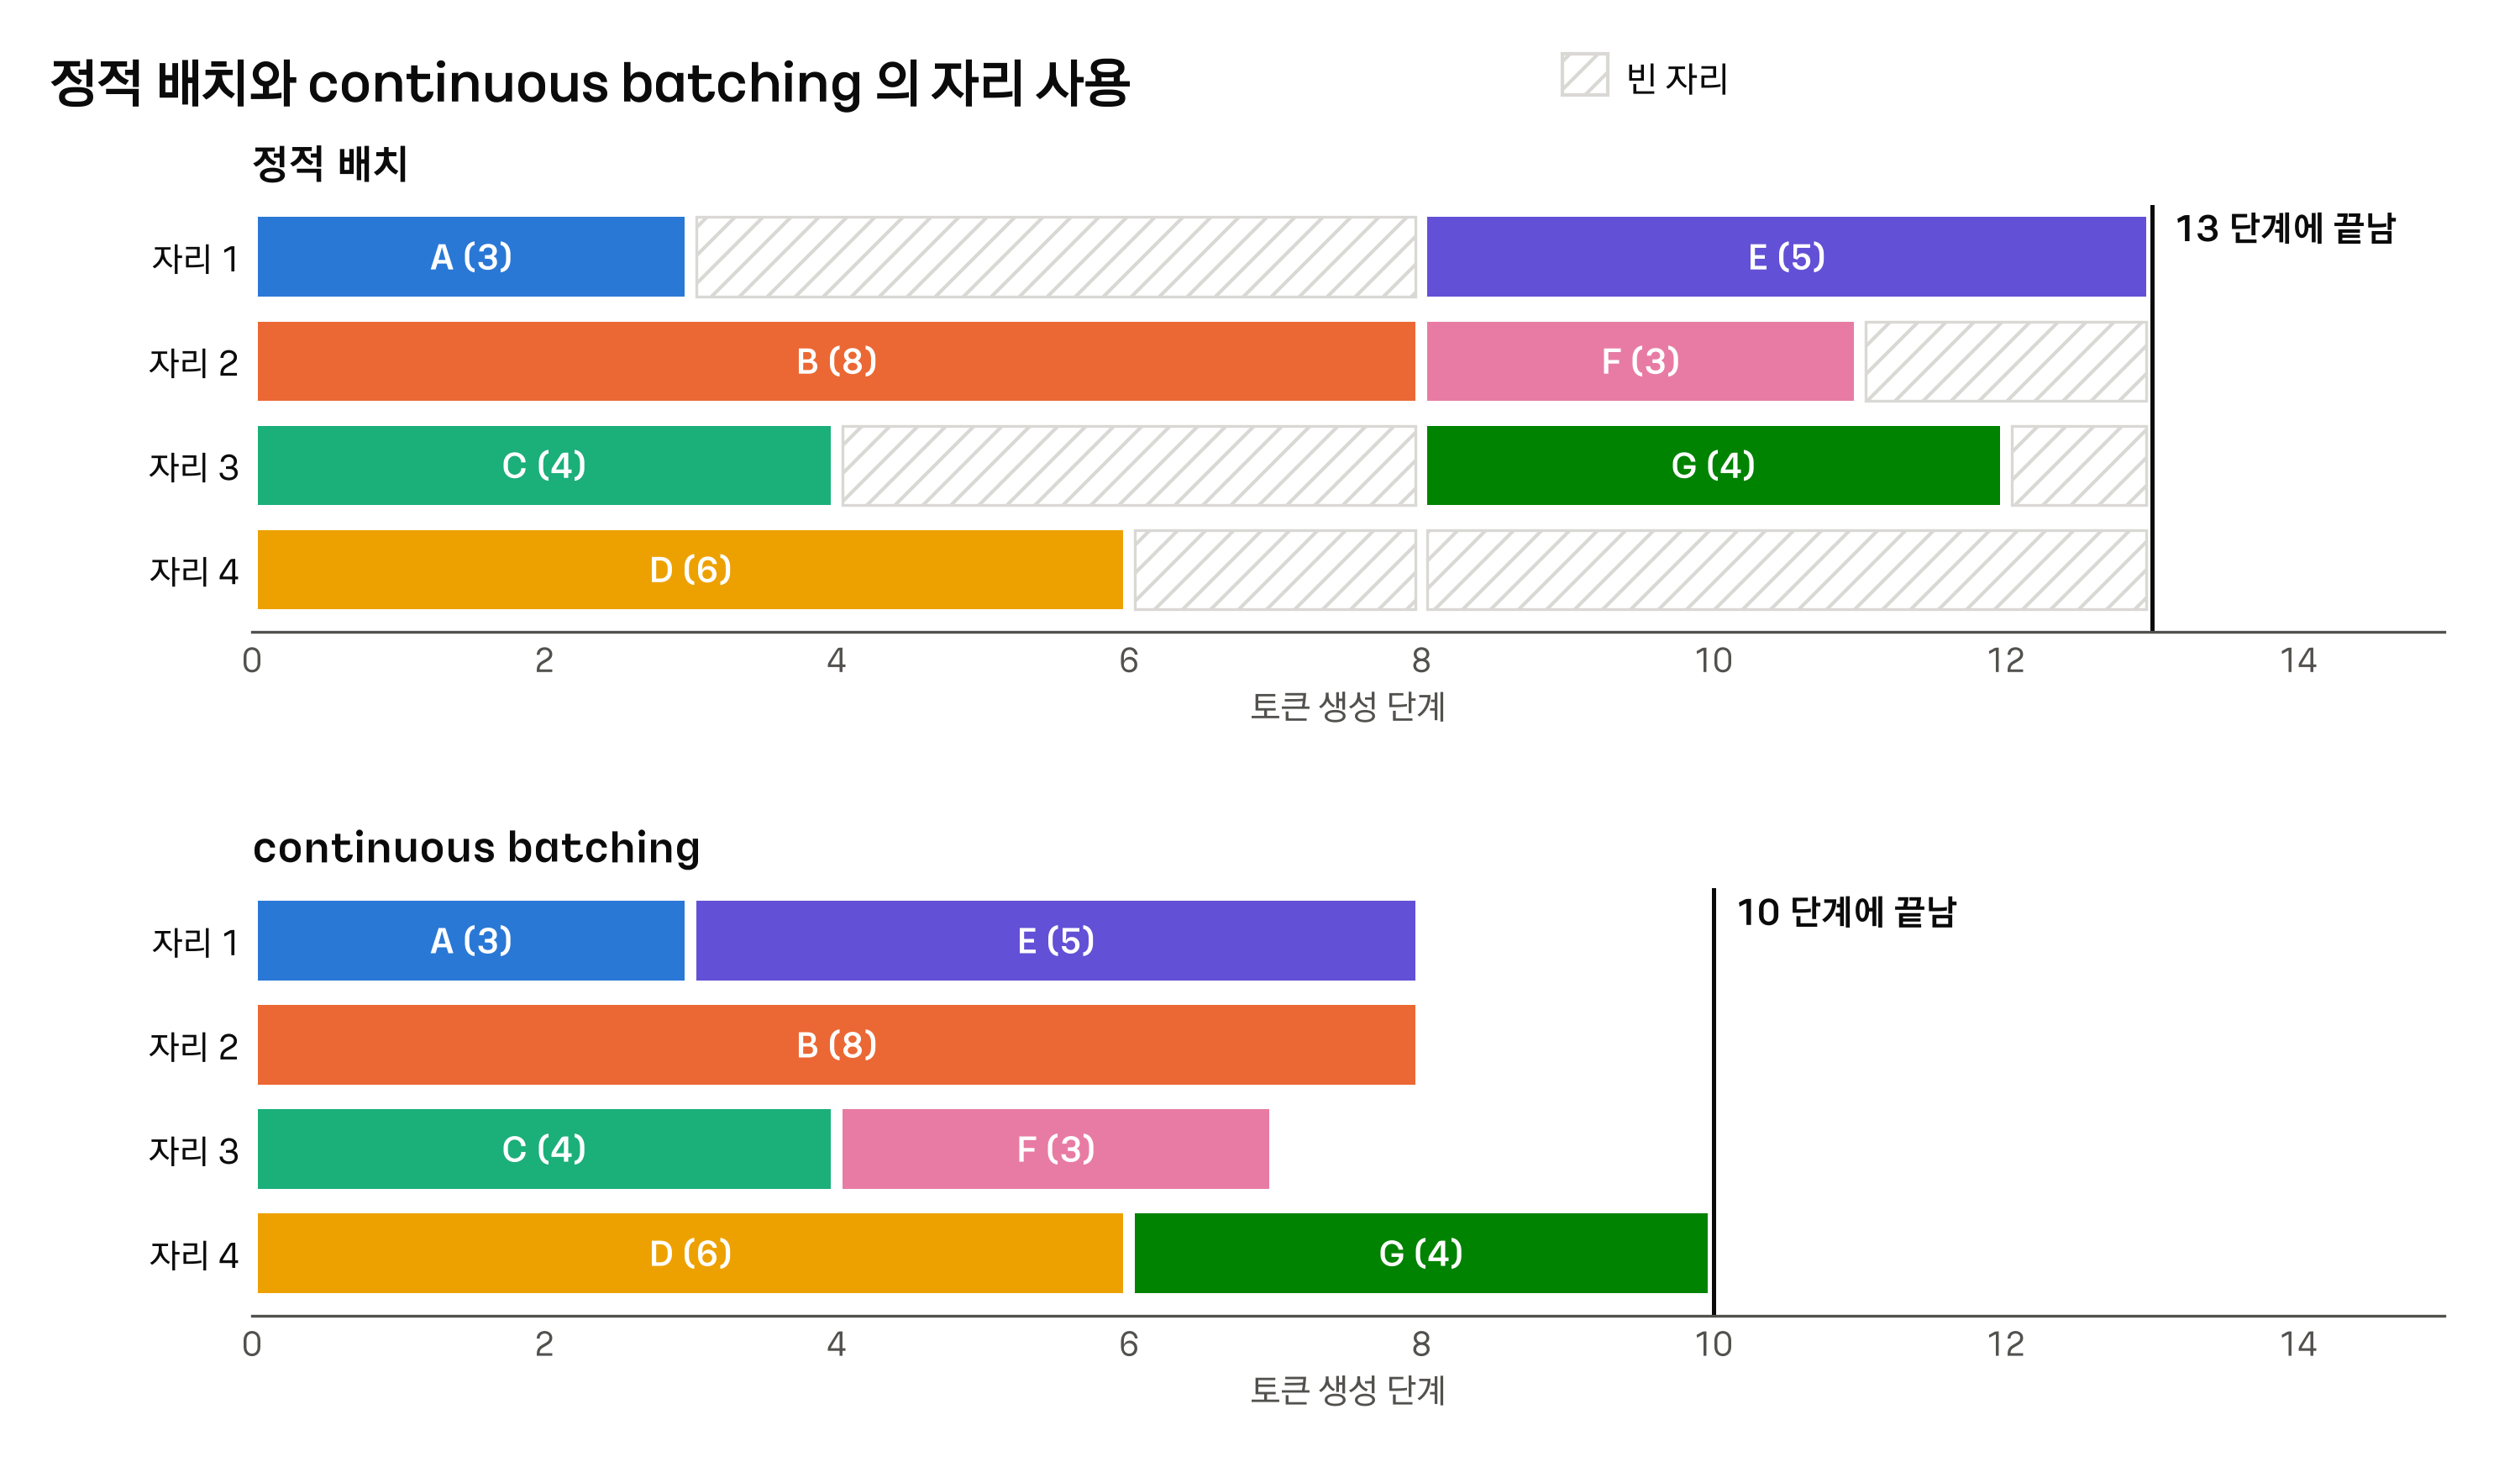 정적 배치와 continuous batching 의 자리 사용
빈 자리
정적 배치
13 단계에 끝남
자리 1
A (3)
E (5)
자리 2
B (8)
F (3)
자리 3
C (4)
G (4)
자리 4
D (6)
0 2 4 6 8 10 12 14
토큰 생성 단계
continuous batching
10 단계에 끝남
자리 1
A (3)
E (5)
자리 2
B (8)
자리 3
C (4)
F (3)
자리 4
D (6)
G (4)
0 2 4 6 8 10 12 14
토큰 생성 단계